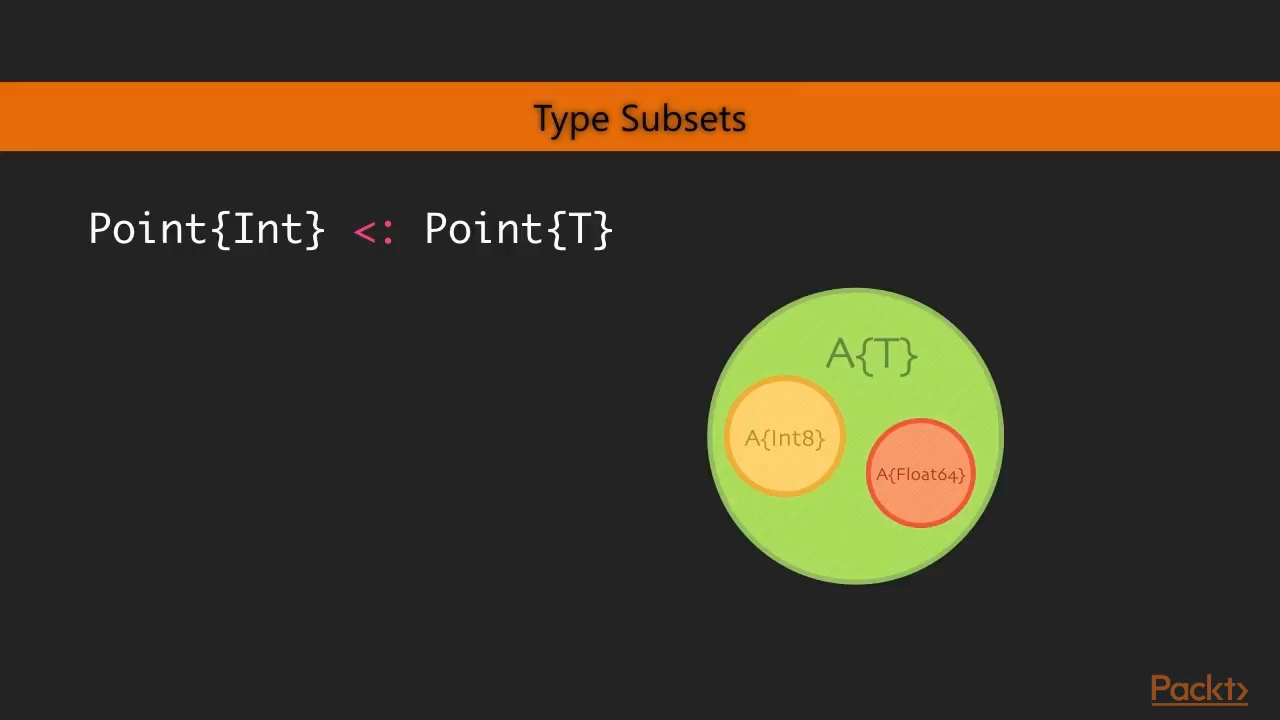 Type Subsets
Point{Int} <: Point{T}
A{T}
A{Int8}
A{Float64}
Packt>